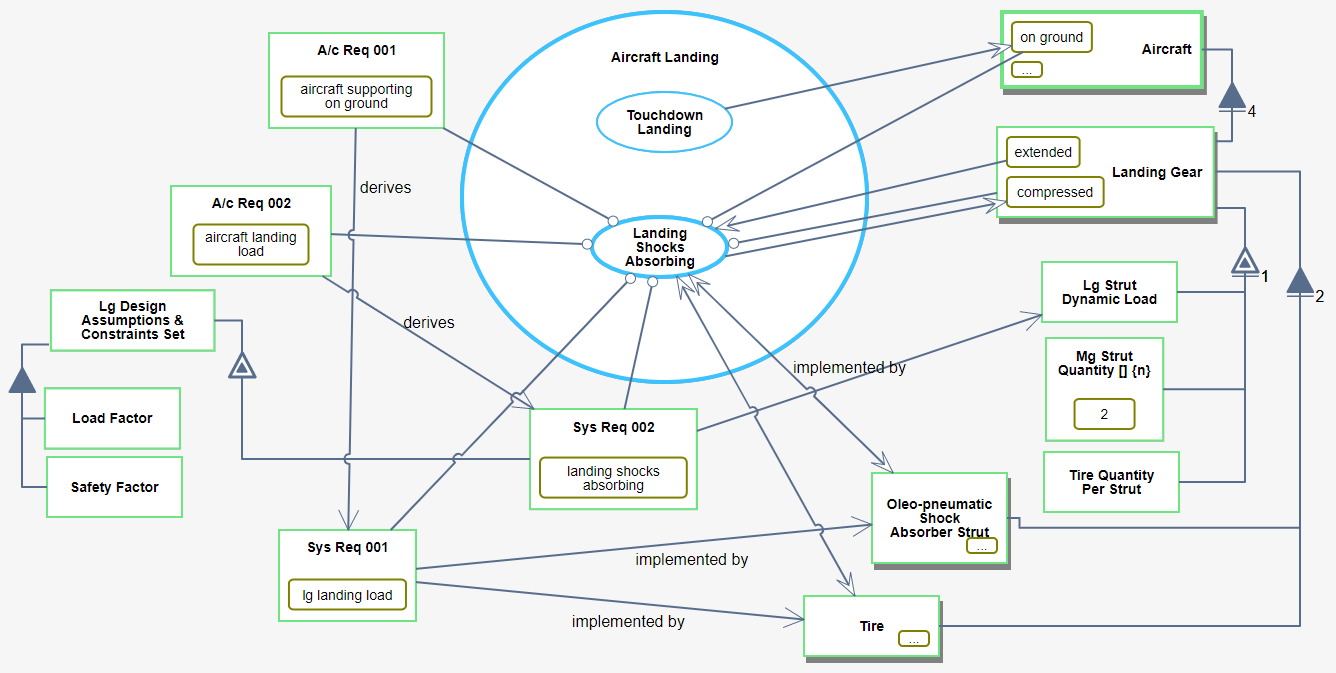 A/c Req 001
aircraft supporting
on ground
Aircraft Landing
Touchdown
Landing
on ground
...
Aircraft
4
extended
compressed
Landing Gear
derives
A/c Req 002
aircraft landing
load
Landing
Shocks
Absorbing
Lg Design
Assumptions &
Constraints Set
derives
Load Factor
Safety Factor
Sys Req 002
landing shocks
absorbing
implemented by
Lg Strut
Dynamic Load
1
2
Mg Strut
Quantity [] {n}
2
Tire Quantity
Per Strut
Oleo-pneumatic
Shock
Absorber Strut
...
Sys Req 001
lg landing load
implemented by
implemented by
Tire
...